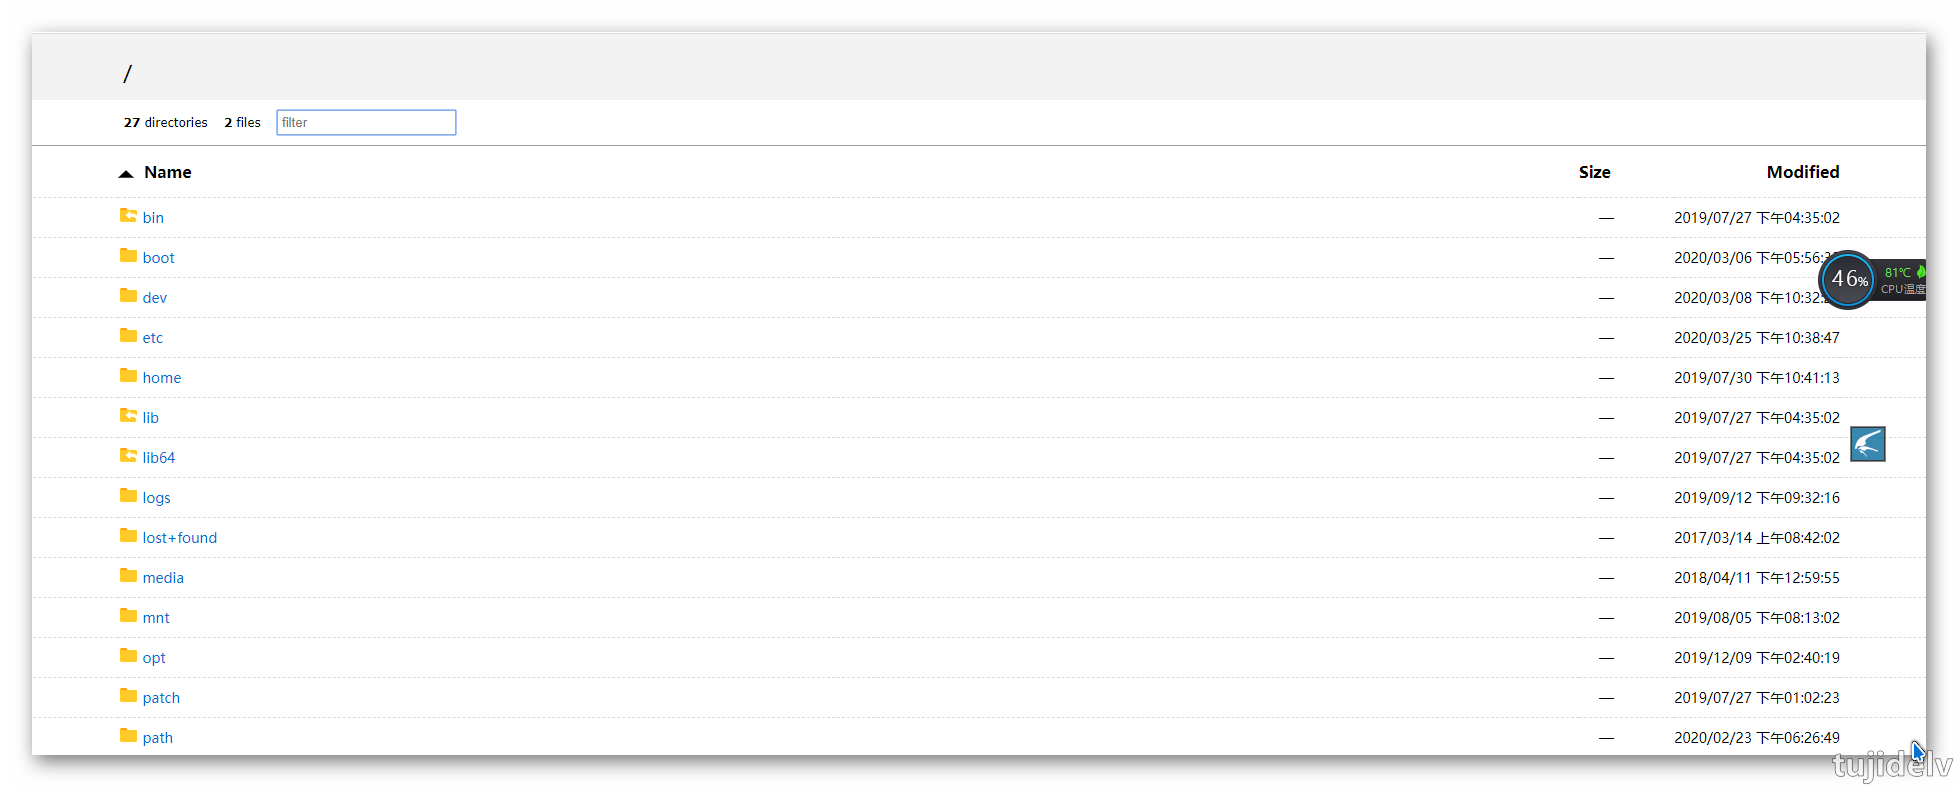 /
27 directories 2 files filter
Name Size Modified
bin — 2019/07/27 下午04:35:02
boot — 2020/03/06 下午05:56:3
dev — 2020/03/08 下午10:32:
46% 81℃
CPU温度
etc — 2020/03/25 下午10:38:47
home — 2019/07/30 下午10:41:13
lib — 2019/07/27 下午04:35:02
lib64 — 2019/07/27 下午04:35:02
logs — 2019/09/12 下午09:32:16
lost+found — 2017/03/14 上午08:42:02
media — 2018/04/11 下午12:59:55
mnt — 2019/08/05 下午08:13:02
opt — 2019/12/09 下午02:40:19
patch — 2019/07/27 下午01:02:23
path — 2020/02/23 下午06:26:49
tujidelv